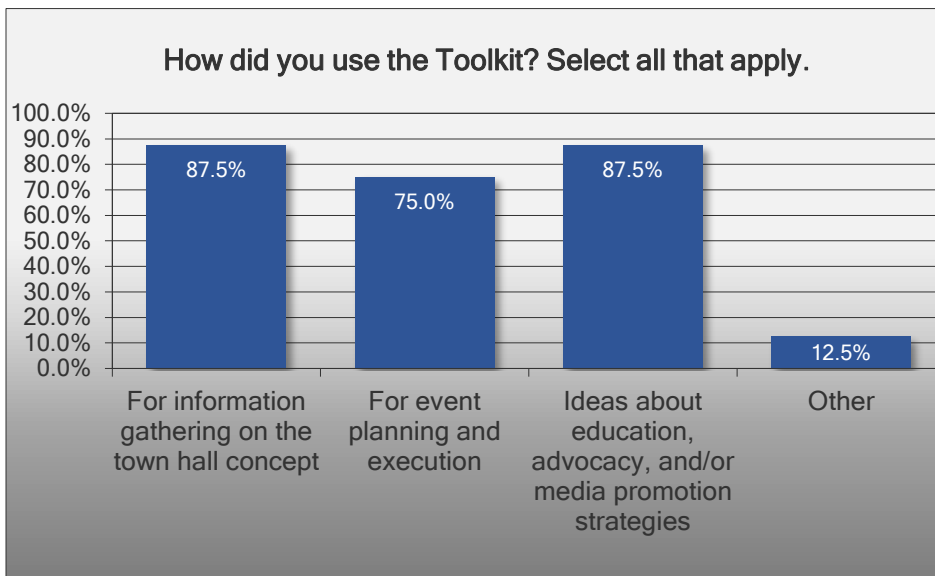 How did you use the Toolkit? Select all that apply.
100.0%
90.0%
80.0%
70.0%
60.0%
50.0%
40.0%
30.0%
20.0%
10.0%
0.0%
87.5%
75.0%
87.5%
12.5%
For information
gathering on the
town hall concept
For event
planning and
execution
Ideas about
education,
advocacy, and/or
media promotion
strategies
Other